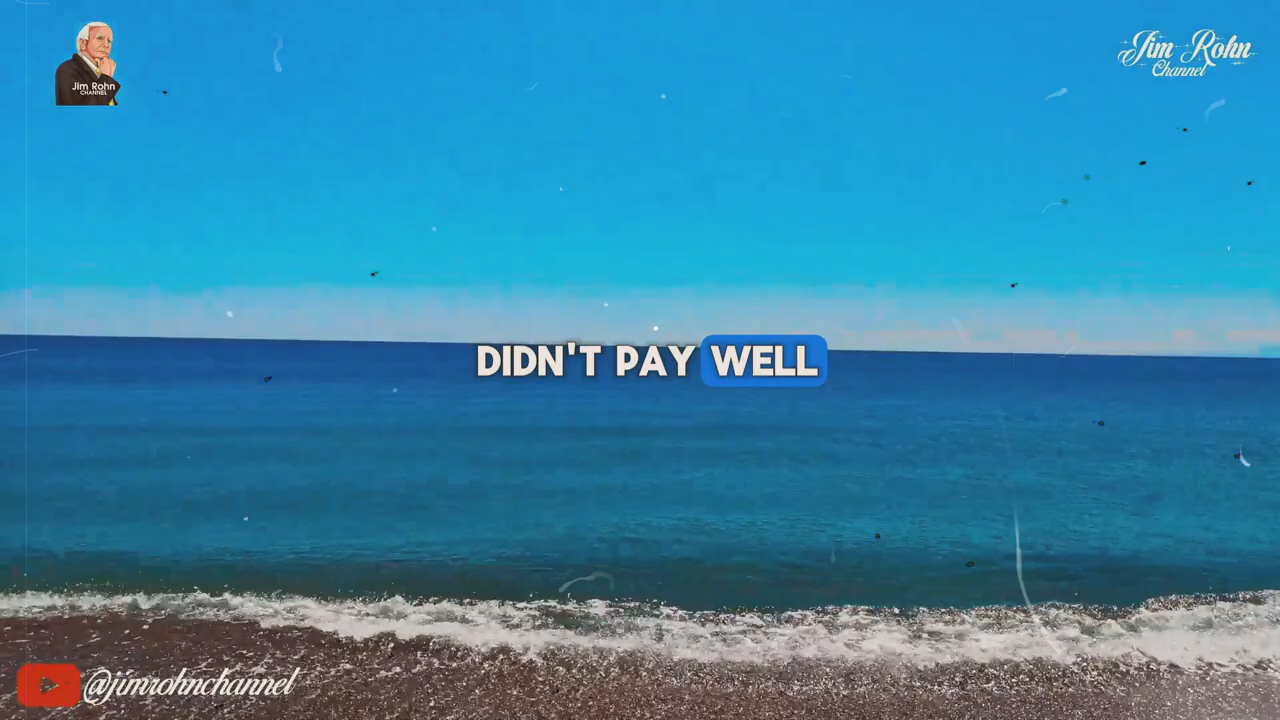 Jim Rohn
CHANNEL
Jim Rohn
Channel
DIDN'T PAY WELL
@jimrohnchannel